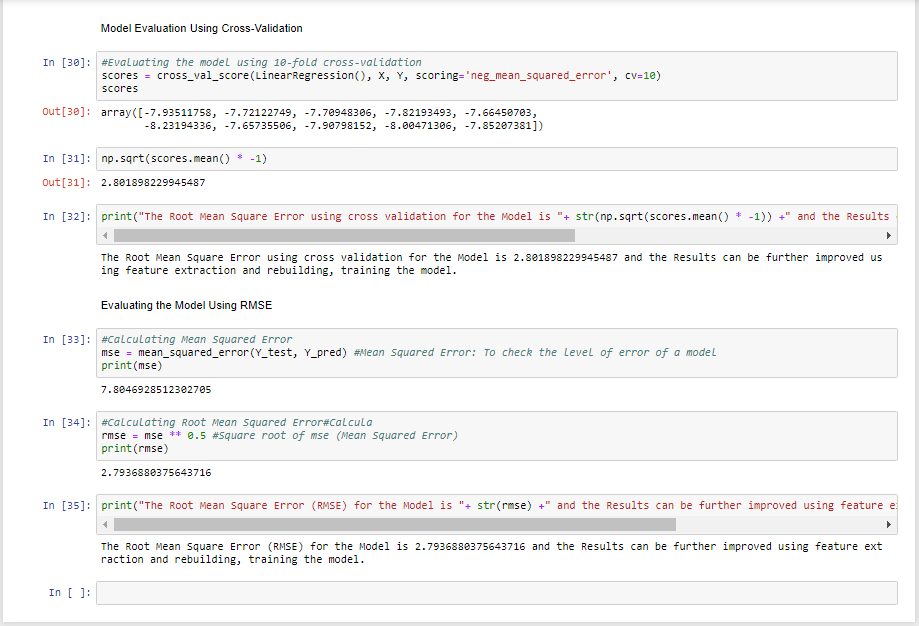 Model Evaluation Using Cross-Validation
In [30]: #Evaluating the model using 10-fold cross-validation
scores = cross_val_score(LinearRegression(), X, Y, scoring='neg_mean_squared_error', cv=10)
scores
Out[30]: array([-7.93511758, -7.72122749, -7.70948306, -7.82193493, -7.66450703,
-8.23194336, -7.65735506, -7.90798152, -8.00471306, -7.85207381])
In [31]: np.sqrt(scores.mean() * -1)
Out[31]: 2.801898229945487
In [32]: print("The Root Mean Square Error using cross validation for the Model is "+ str(np.sqrt(scores.mean() * -1)) +" and the Results
The Root Mean Square Error using cross validation for the Model is 2.801898229945487 and the Results can be further improved us
ing feature extraction and rebuilding, training the model.
Evaluating the Model Using RMSE
In [33]: #Calculating Mean Squared Error
mse = mean_squared_error(Y_test, Y_pred) #Mean Squared Error: To check the level of error of a model
print(mse)
7.8046928512302705
In [34]: #Calculating Root Mean Squared Error#Calcula
rmse = mse ** 0.5 #Square root of mse (Mean Squared Error)
print(rmse)
2.7936880375643716
In [35]: print("The Root Mean Square Error (RMSE) for the Model is "+ str(rmse) +" and the Results can be further improved using feature e
The Root Mean Square Error (RMSE) for the Model is 2.7936880375643716 and the Results can be further improved using feature ext
raction and rebuilding, training the model.
In [ ]: